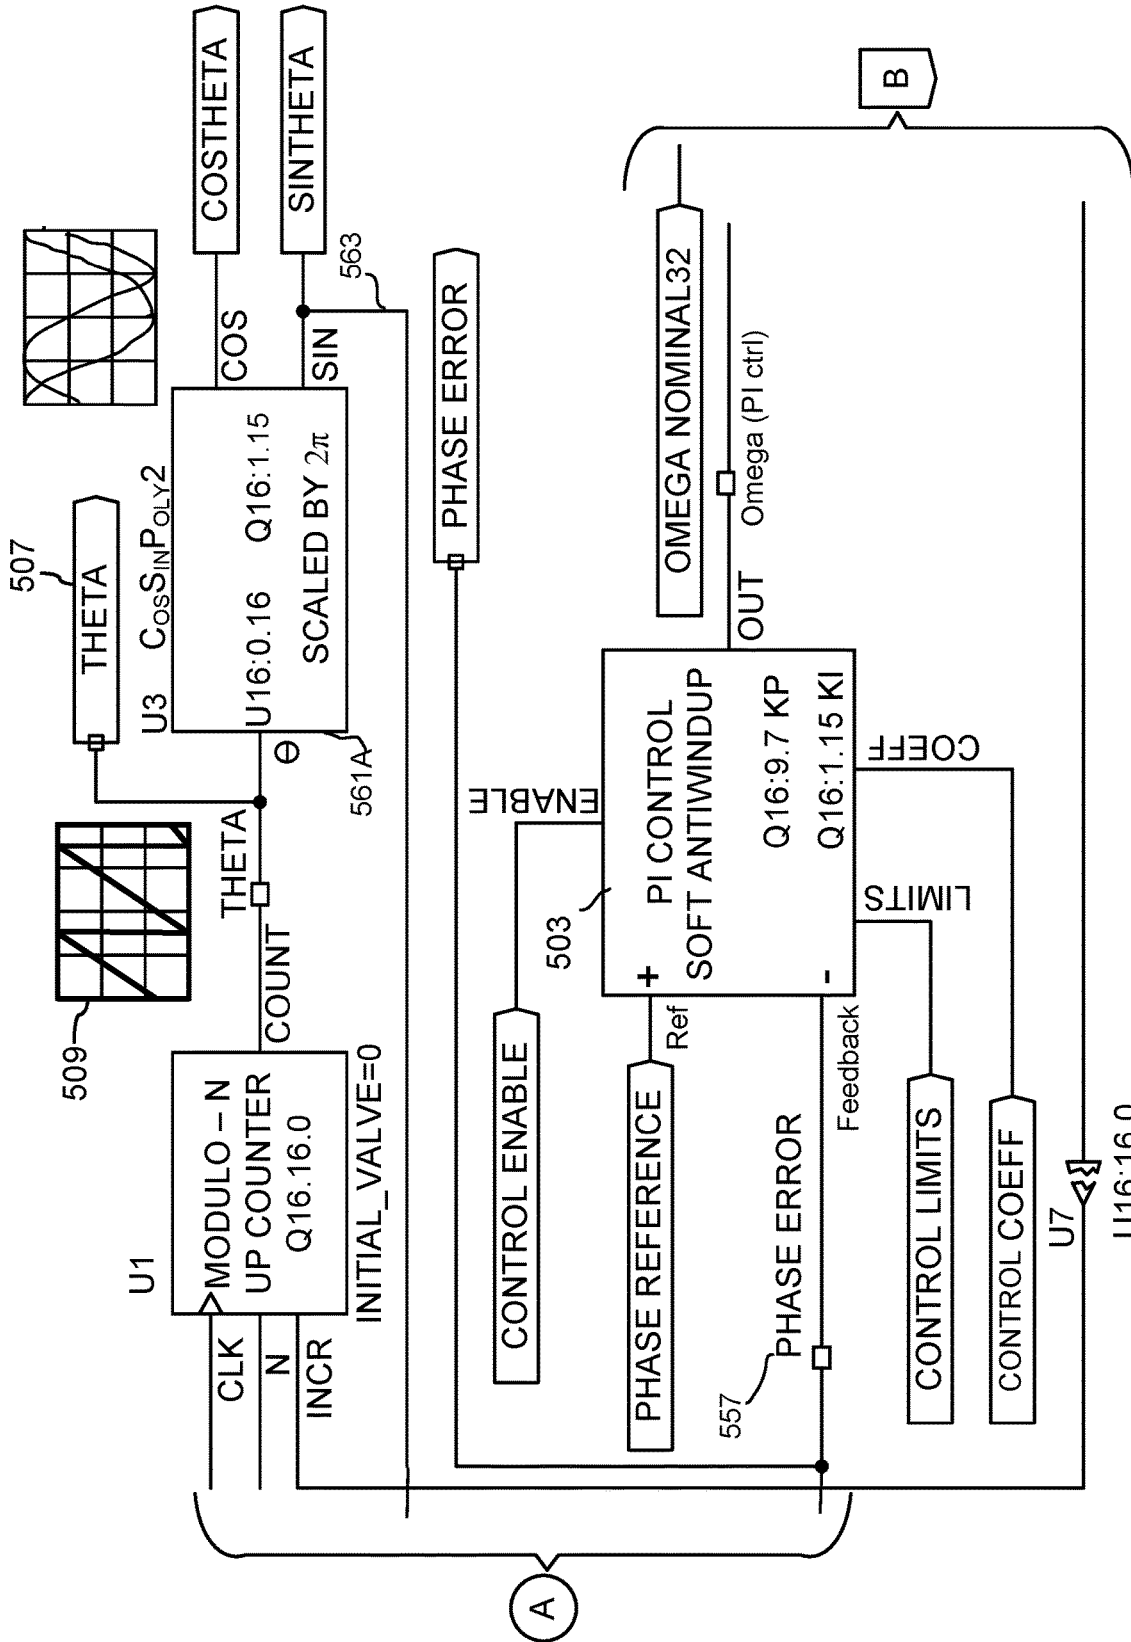 507
THETA
COSTHETA
SINTHETA
509
THETA
U3 COSSINPOLY2
U16:0.16 Q16:1.15
SCALED BY 2π
Θ
561A
COS
SIN
563
U1
MODULO – N
UP COUNTER
Q16.16.0
INITIAL_VALVE=0
CLK
N
INCR
COUNT
A
PHASE ERROR
CONTROL ENABLE
ENABLE
503
PI CONTROL
SOFT ANTIWINDUP
Q16:9.7 KP
Q16:1.15 KI
+
-
PHASE REFERENCE
Ref
557
PHASE ERROR
Feedback
OUT
OMEGA NOMINAL32
Omega (PI ctrl)
B
LIMITS
COEFF
CONTROL LIMITS
CONTROL COEFF
U7
U16:16.0